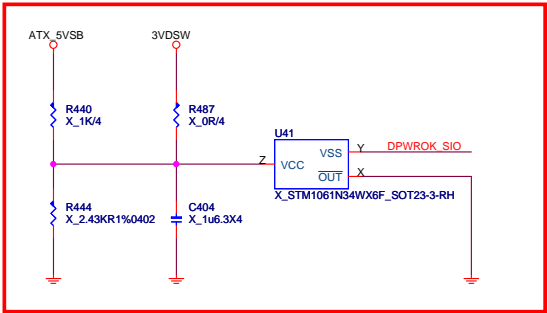 ATX_5VSB
3VDSW
R440
X_1K/4
R487
X_0R/4
U41
VCC
VSS
OUT
Z
Y
X
DPWROK_SIO
X_STM1061N34WX6F_SOT23-3-RH
R444
X_2.43KR1%0402
C404
X_1u6.3X4